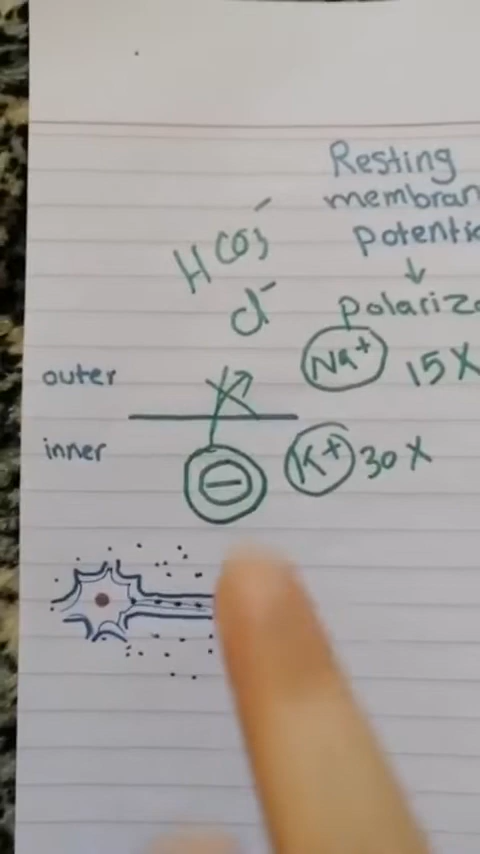 Resting
membran
potentia
↓
polariz
HCO3⁻
Cl⁻
Na+ 15X
outer
inner
− K+ 30X